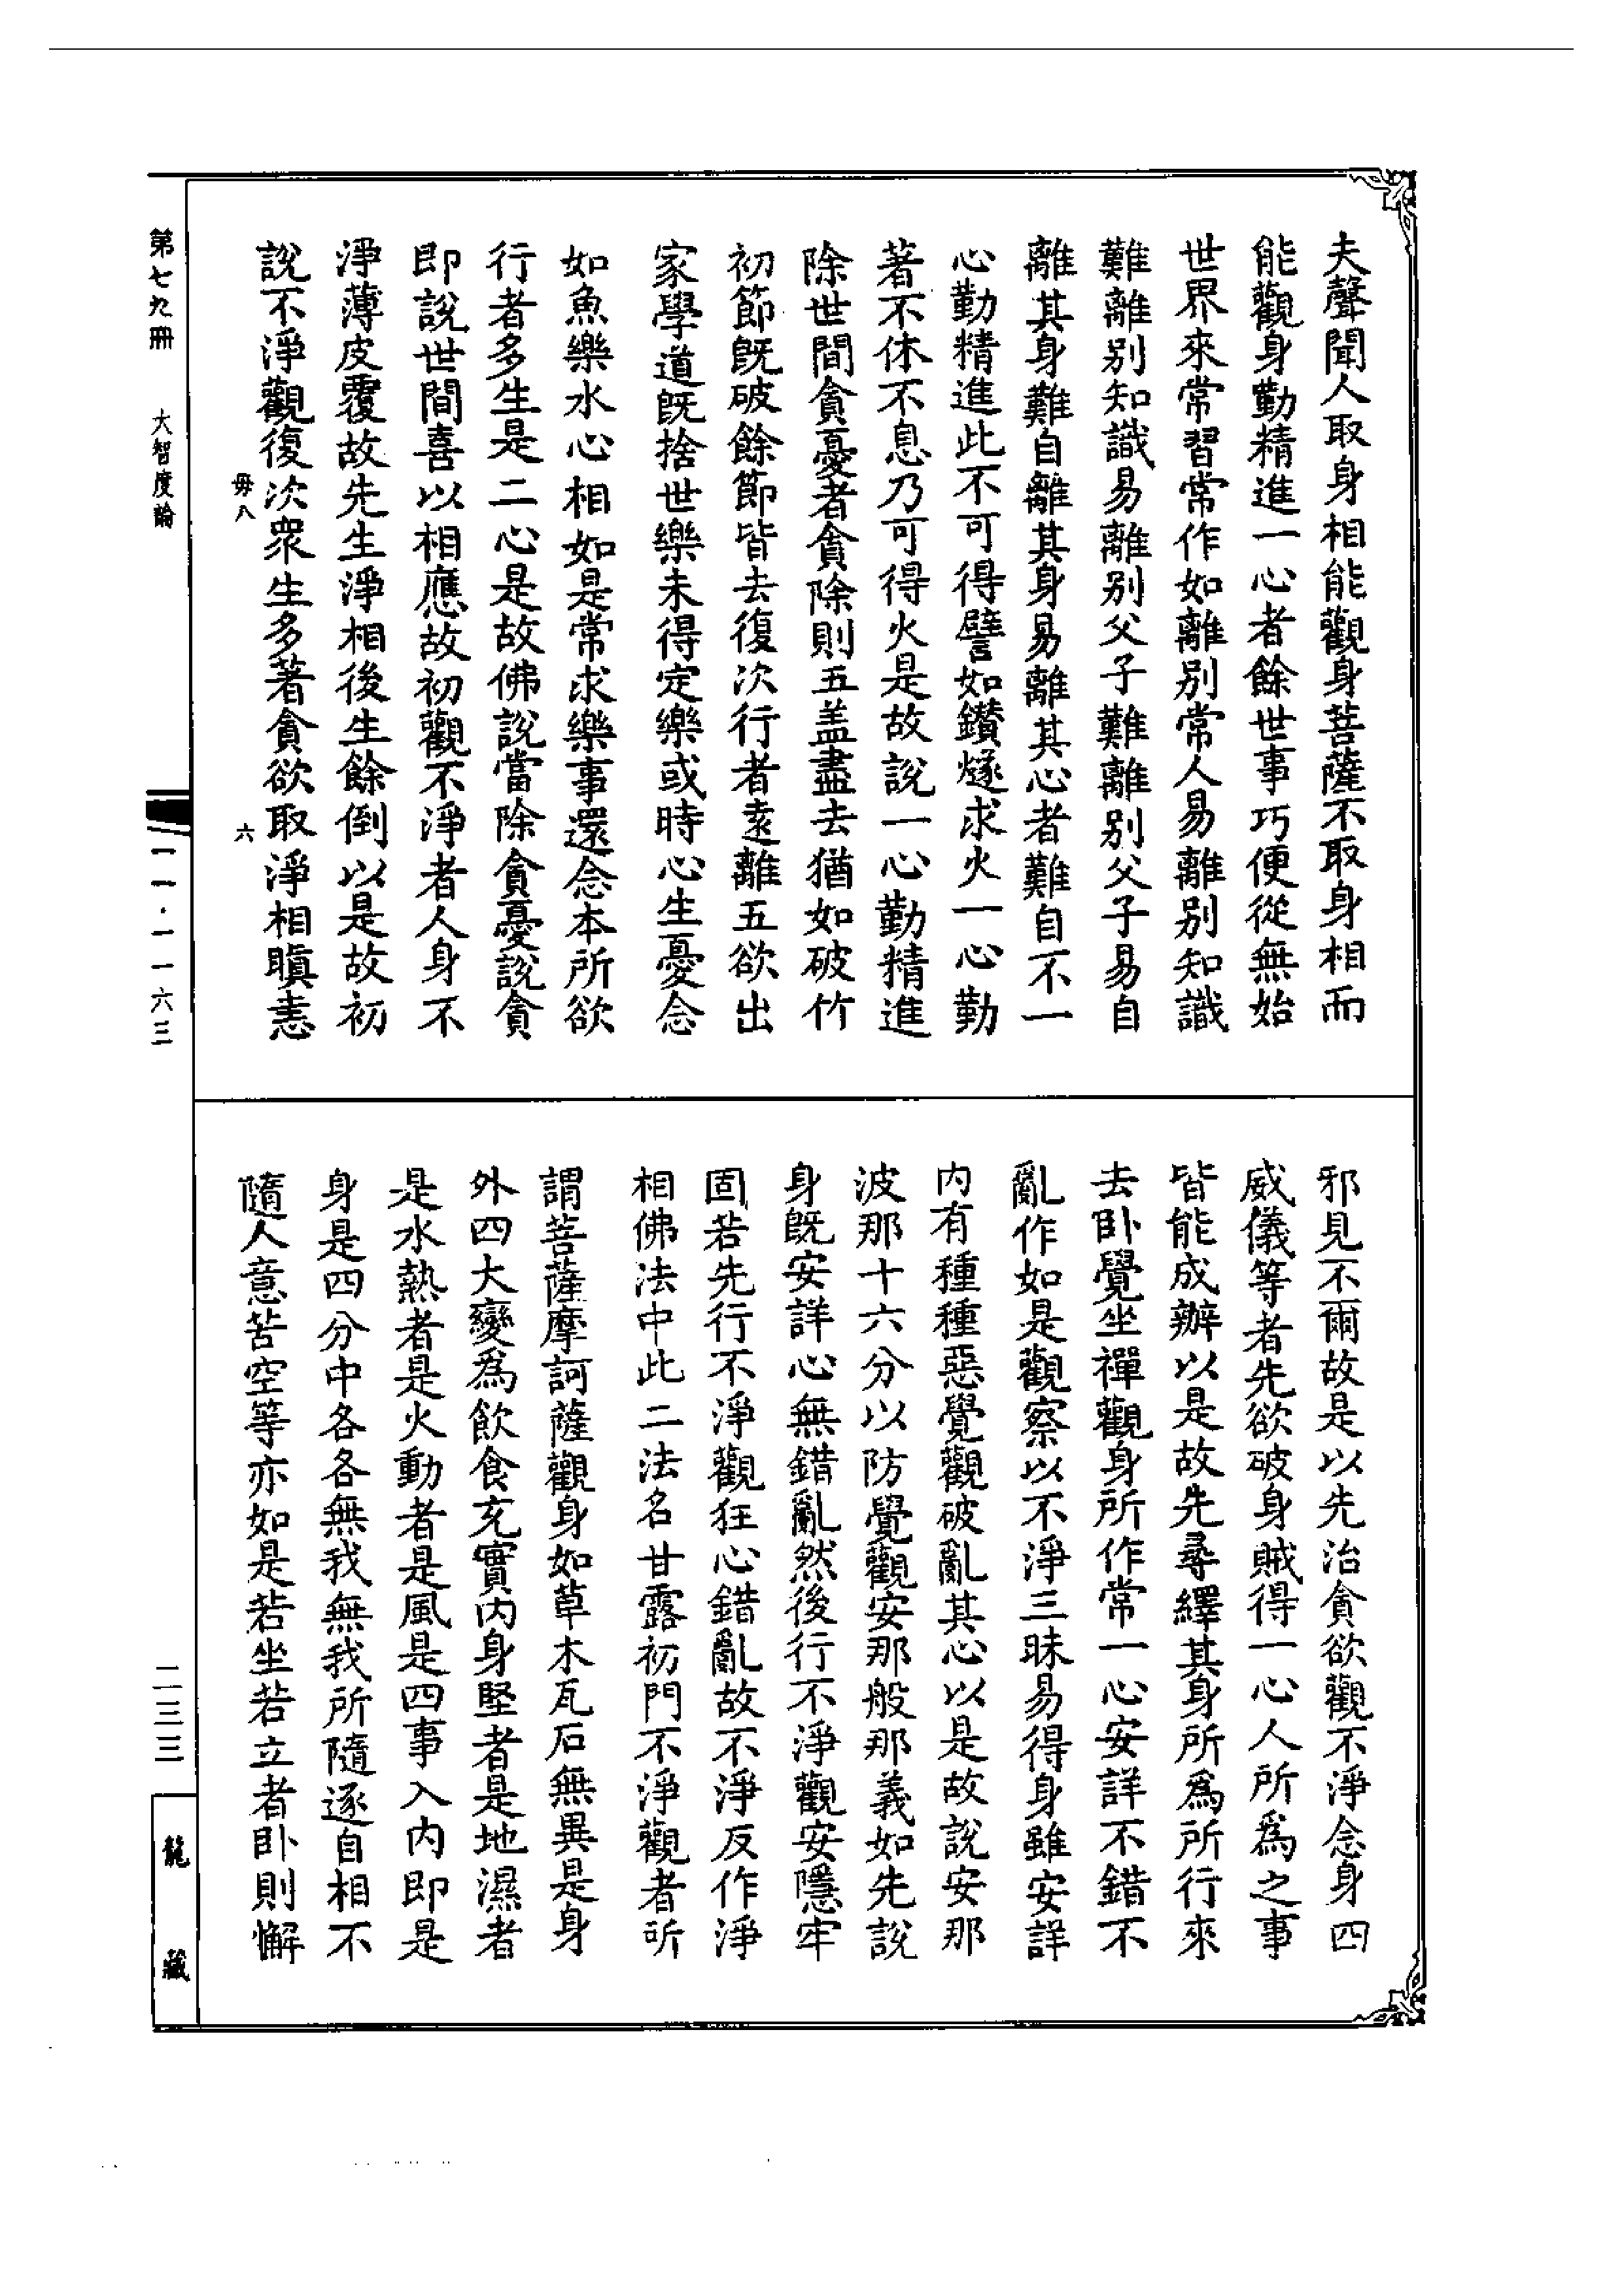 夫聲聞人取身相能觀身菩薩不取身相而
能觀身勤精進一心者餘世事巧便從無始
世界來常習常作如離別常人易離別知識
難離別知識易離別父子難離別父子易自
離其身難自離其身易離其心者難自不一
心勤精進此不可得譬如鑽燧求火一心勤
著不休不息乃可得火是故說一心勤精進
除世間貪憂者貪除則五盖盡去猶如破竹
初節旣破餘節皆去復次行者遠離五欲出
家學道旣捨世樂未得定樂或時心生憂念
如魚樂水心相如是常求樂事還念本所欲
行者多生是二心是故佛說當除貪憂說貪
即說世間喜以相應故初觀不淨者人身不
淨薄皮覆故先生淨相後生餘倒以是故初
說不淨觀復次眾生多著貪欲取淨相瞋恚
毋八
六
邪見不爾故是以先治貪欲觀不淨念身四
威儀等者先欲破身賊得一心人所爲之事
皆能成辦以是故先尋繹其身所爲所行來
去卧覺坐禪觀身所作常一心安詳不錯不
亂作如是觀察以不淨三昧易得身雖安詳
內有種種惡覺觀破亂其心以是故說安那
波那十六分以防覺觀安那般那義如先說
身旣安詳心無錯亂然後行不淨觀安隱牢
固若先行不淨觀狂心錯亂故不淨反作淨
相佛法中此二法名甘露初門不淨觀者所
謂菩薩摩訶薩觀身如草木瓦石無異是身
外四大變爲飲食充實內身堅者是地濕者
是水熱者是火動者是風是四事入內即是
身是四分中各各無我無我所隨逐自相不
隨人意苦空等亦如是若坐若立者卧則懈
第七九冊 大智度論
一一·一一六三
二三三
龍藏